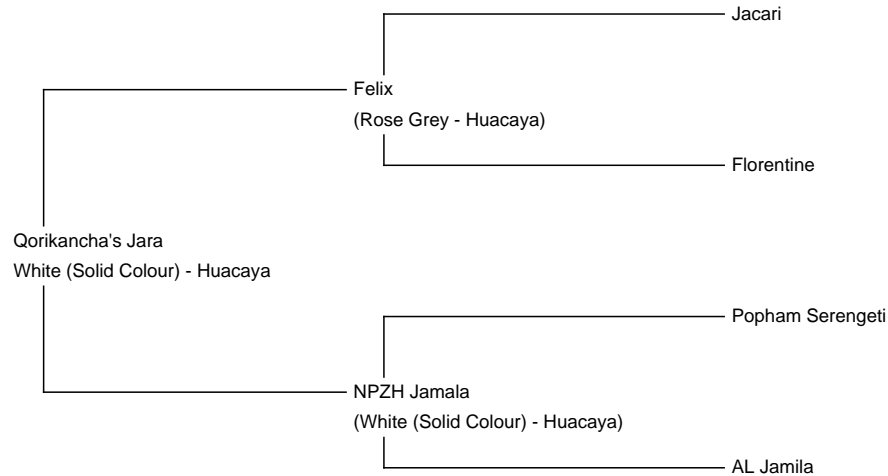 Jacari
Felix
(Rose Grey - Huacaya)
Florentine
Qorikancha's Jara
White (Solid Colour) - Huacaya
Popham Serengeti
NPZH Jamala
(White (Solid Colour) - Huacaya)
AL Jamila